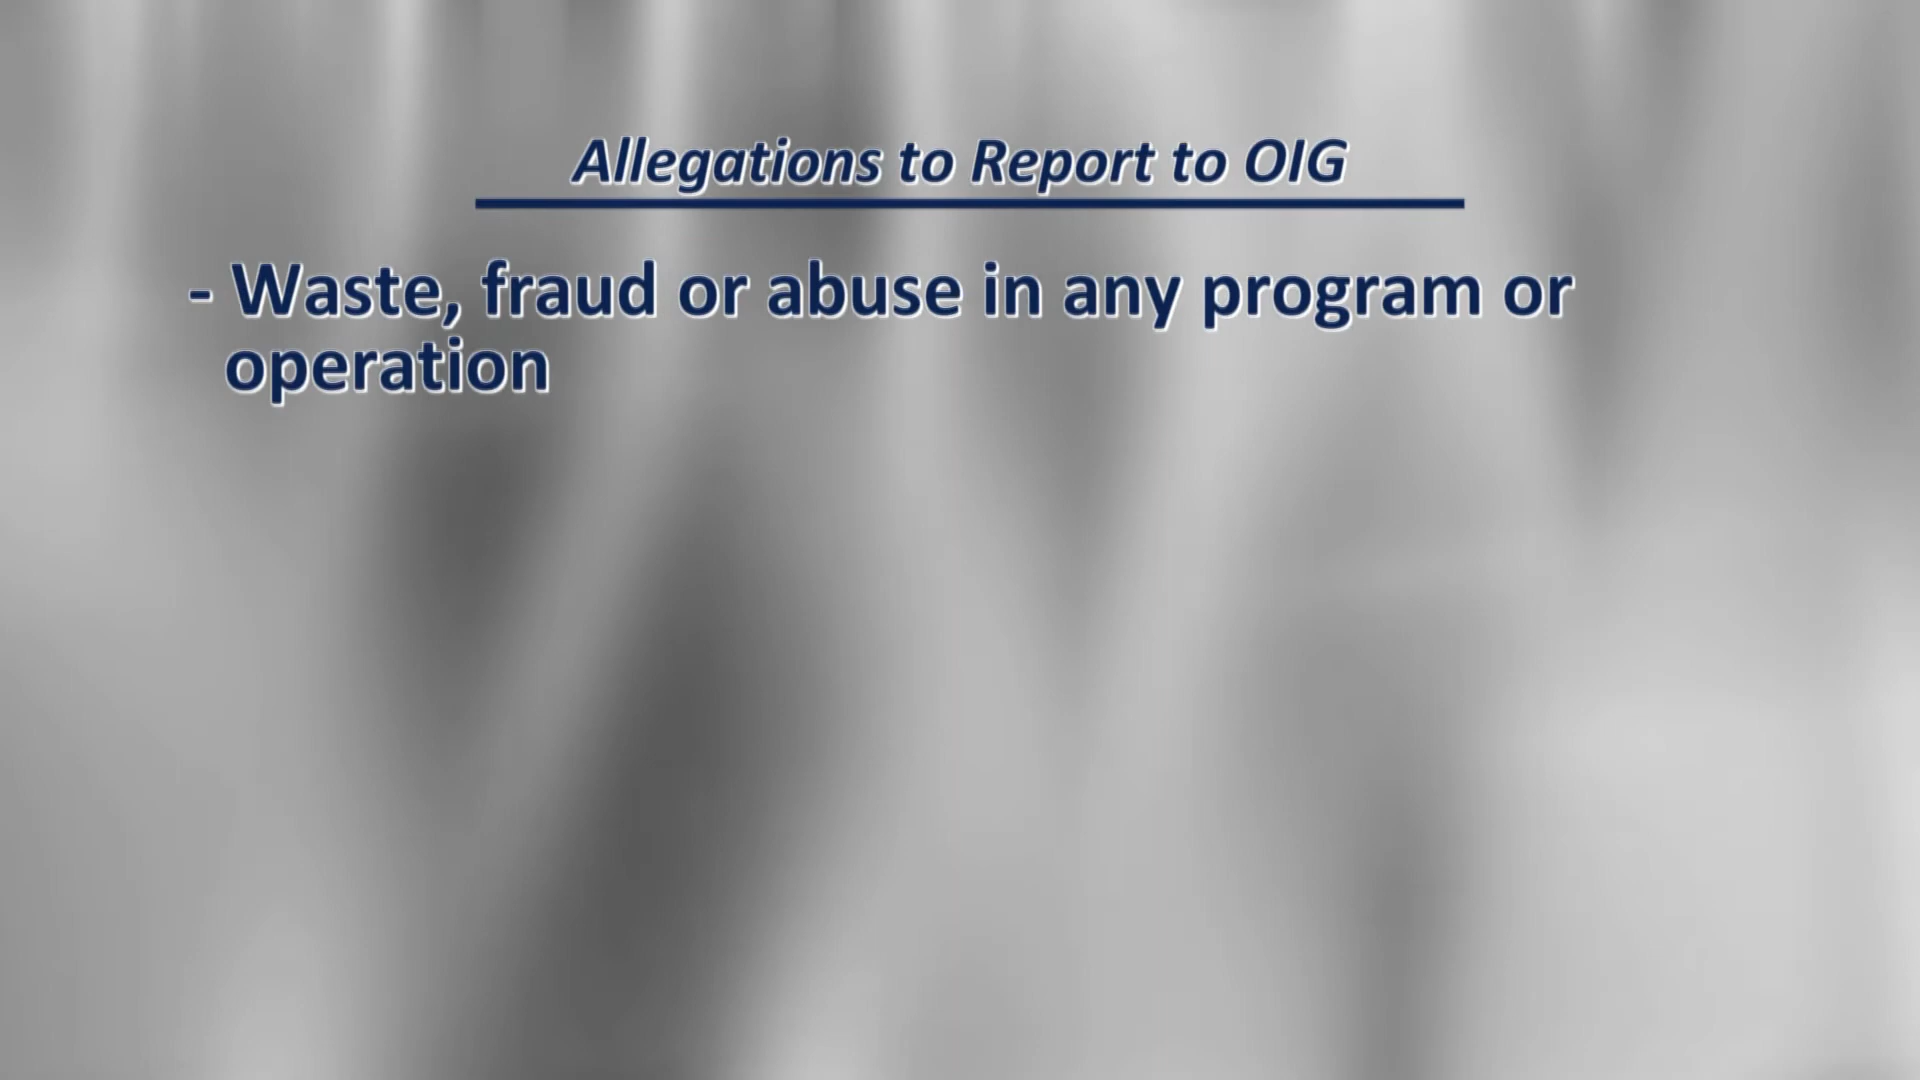 Allegations to Report to OIG
- Waste, fraud or abuse in any program or
operation